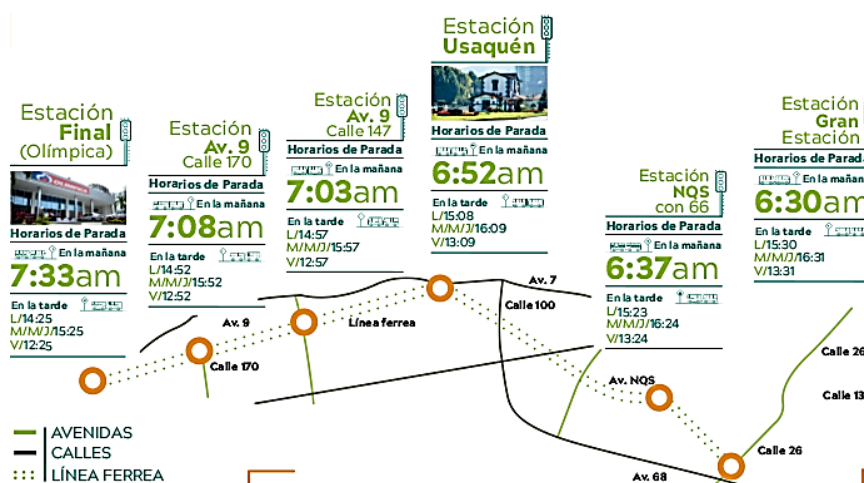 Estación
Final
(Olímpica)
Horarios de Parada
En la mañana
7:33am
En la tarde
L/14:25
M/M/J/15:25
V/12:25
Estación
Av. 9
Calle 170
Horarios de Parada
En la mañana
7:08am
En la tarde
L/14:52
M/M/J/15:52
V/12:52
Estación
Av. 9
Calle 147
Horarios de Parada
En la mañana
7:03am
En la tarde
L/14:57
M/M/J/15:57
V/12:57
Estación
Usaquén
Horarios de Parada
En la mañana
6:52am
En la tarde
L/15:08
M/M/J/16:09
V/13:09
Estación
NQS
con 66
Horarios de Parada
En la mañana
6:37am
En la tarde
L/15:23
M/M/J/16:24
V/13:24
Estación
Gran
Estación
Horarios de Parada
En la mañana
6:30am
En la tarde
L/15:30
M/M/J/16:31
V/13:31
Av. 7
Calle 100
Av. 9
Línea ferrea
Calle 170
Av. NQS
Calle 26
Calle 13
Calle 26
Av. 68
AVENIDAS
CALLES
LÍNEA FERREA